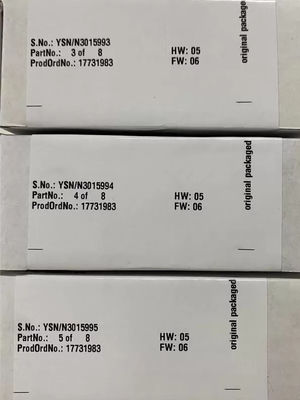 S.No.: YSN/N3015993
PartNo.: 3 of 8 HW: 05
ProdOrdNo.: 17731983 FW: 06
original packaged
S.No.: YSN/N3015994
PartNo.: 4 of 8 HW: 05
ProdOrdNo.: 17731983 FW: 06
original packaged
S.No.: YSN/N3015995
PartNo.: 5 of 8 HW: 05
ProdOrdNo.: 17731983 FW: 06
original packaged